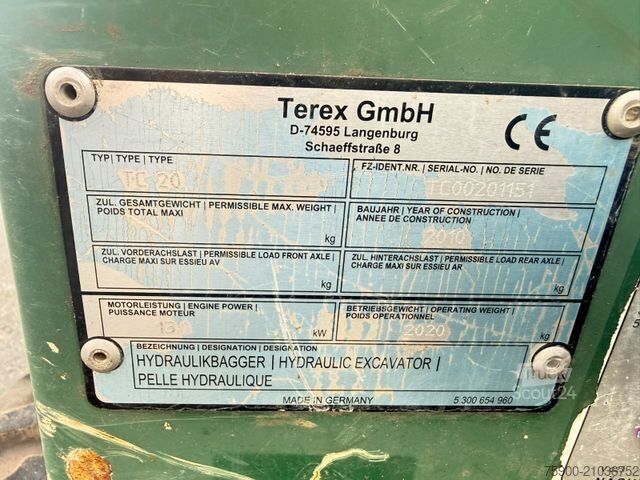 Terex GmbH
D-74595 Langenburg
Schaeffstraße 8
CE
TYP | TYPE | TYPE
TC 20
FZ-IDENT.NR. | SERIAL-NO. | NO. DE SERIE
TC00201151
ZUL. GESAMTGEWICHT | PERMISSIBLE MAX. WEIGHT |
POIDS TOTAL MAXI
kg
BAUJAHR | YEAR OF CONSTRUCTION |
ANNEE DE CONSTRUCTION
ZUL. VORDERACHSLAST | PERMISSIBLE LOAD FRONT AXLE |
CHARGE MAXI SUR ESSIEU AV
kg
ZUL. HINTERACHSLAST | PERMISSIBLE LOAD REAR AXLE |
CHARGE MAXI SUR ESSIEU AR
kg
MOTORLEISTUNG | ENGINE POWER |
PUISSANCE MOTEUR
kW
BETRIEBSGEWICHT | OPERATING WEIGHT |
POIDS OPERATIONNEL
2020
kg
BEZEICHNUNG | DESIGNATION | DESIGNATION
HYDRAULIKBAGGER | HYDRAULIC EXCAVATOR |
PELLE HYDRAULIQUE
MADE IN GERMANY
5 300 654 960
Truck
Scout24
75900-21036752